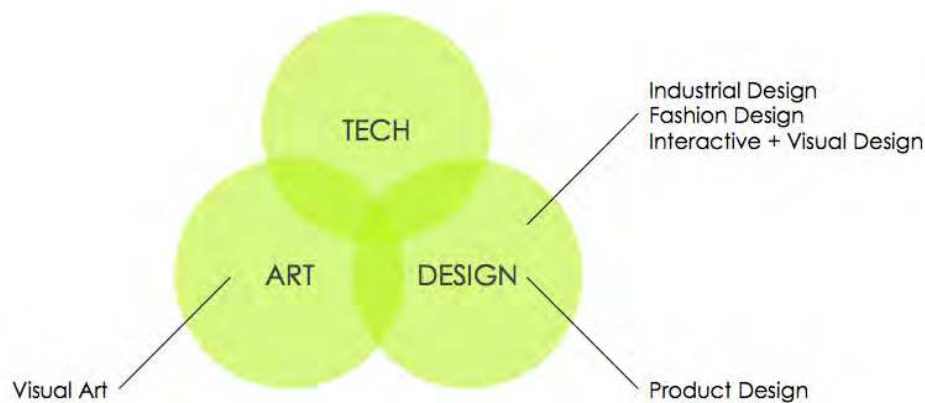 TECH
Industrial Design
Fashion Design
Interactive + Visual Design
ART
DESIGN
Visual Art
Product Design